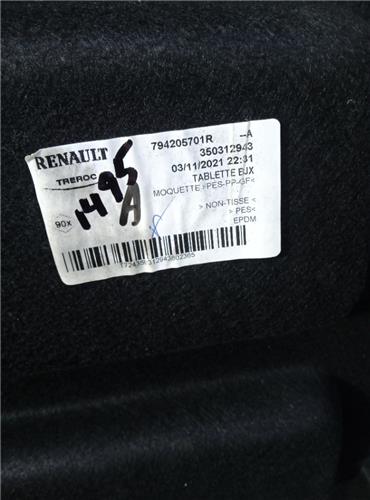 RENAULT
TREROC
794205701R --A
350312943
03/11/2021 22:31
TABLETTE BJX
MOQUETTE >PES-PP-GF<
> NON-TISSE <
> PES<
EPDM
90x
1495
A